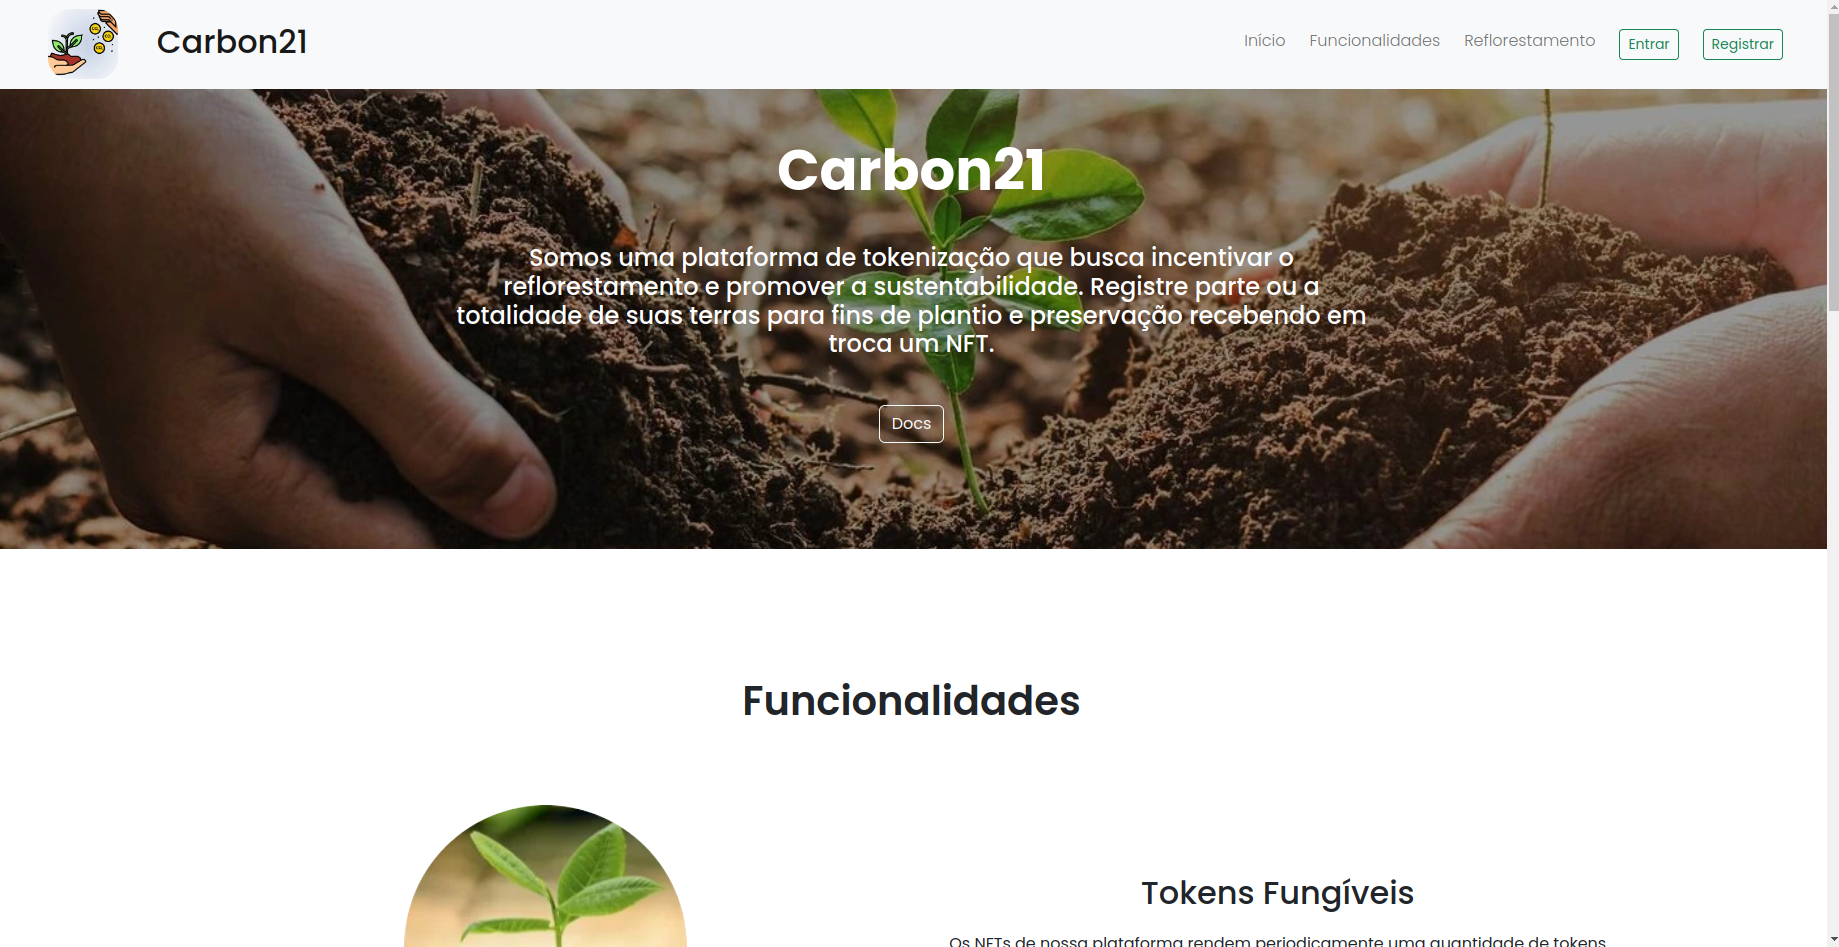 Carbon21
Início
Funcionalidades
Reflorestamento
Entrar
Registrar
Carbon21
Somos uma plataforma de tokenização que busca incentivar o
reflorestamento e promover a sustentabilidade. Registre parte ou a
totalidade de suas terras para fins de plantio e preservação recebendo em
troca um NFT.
Docs
Funcionalidades
Tokens Fungíveis
Os NFTs de nossa plataforma rendem periodicamente uma quantidade de tokens